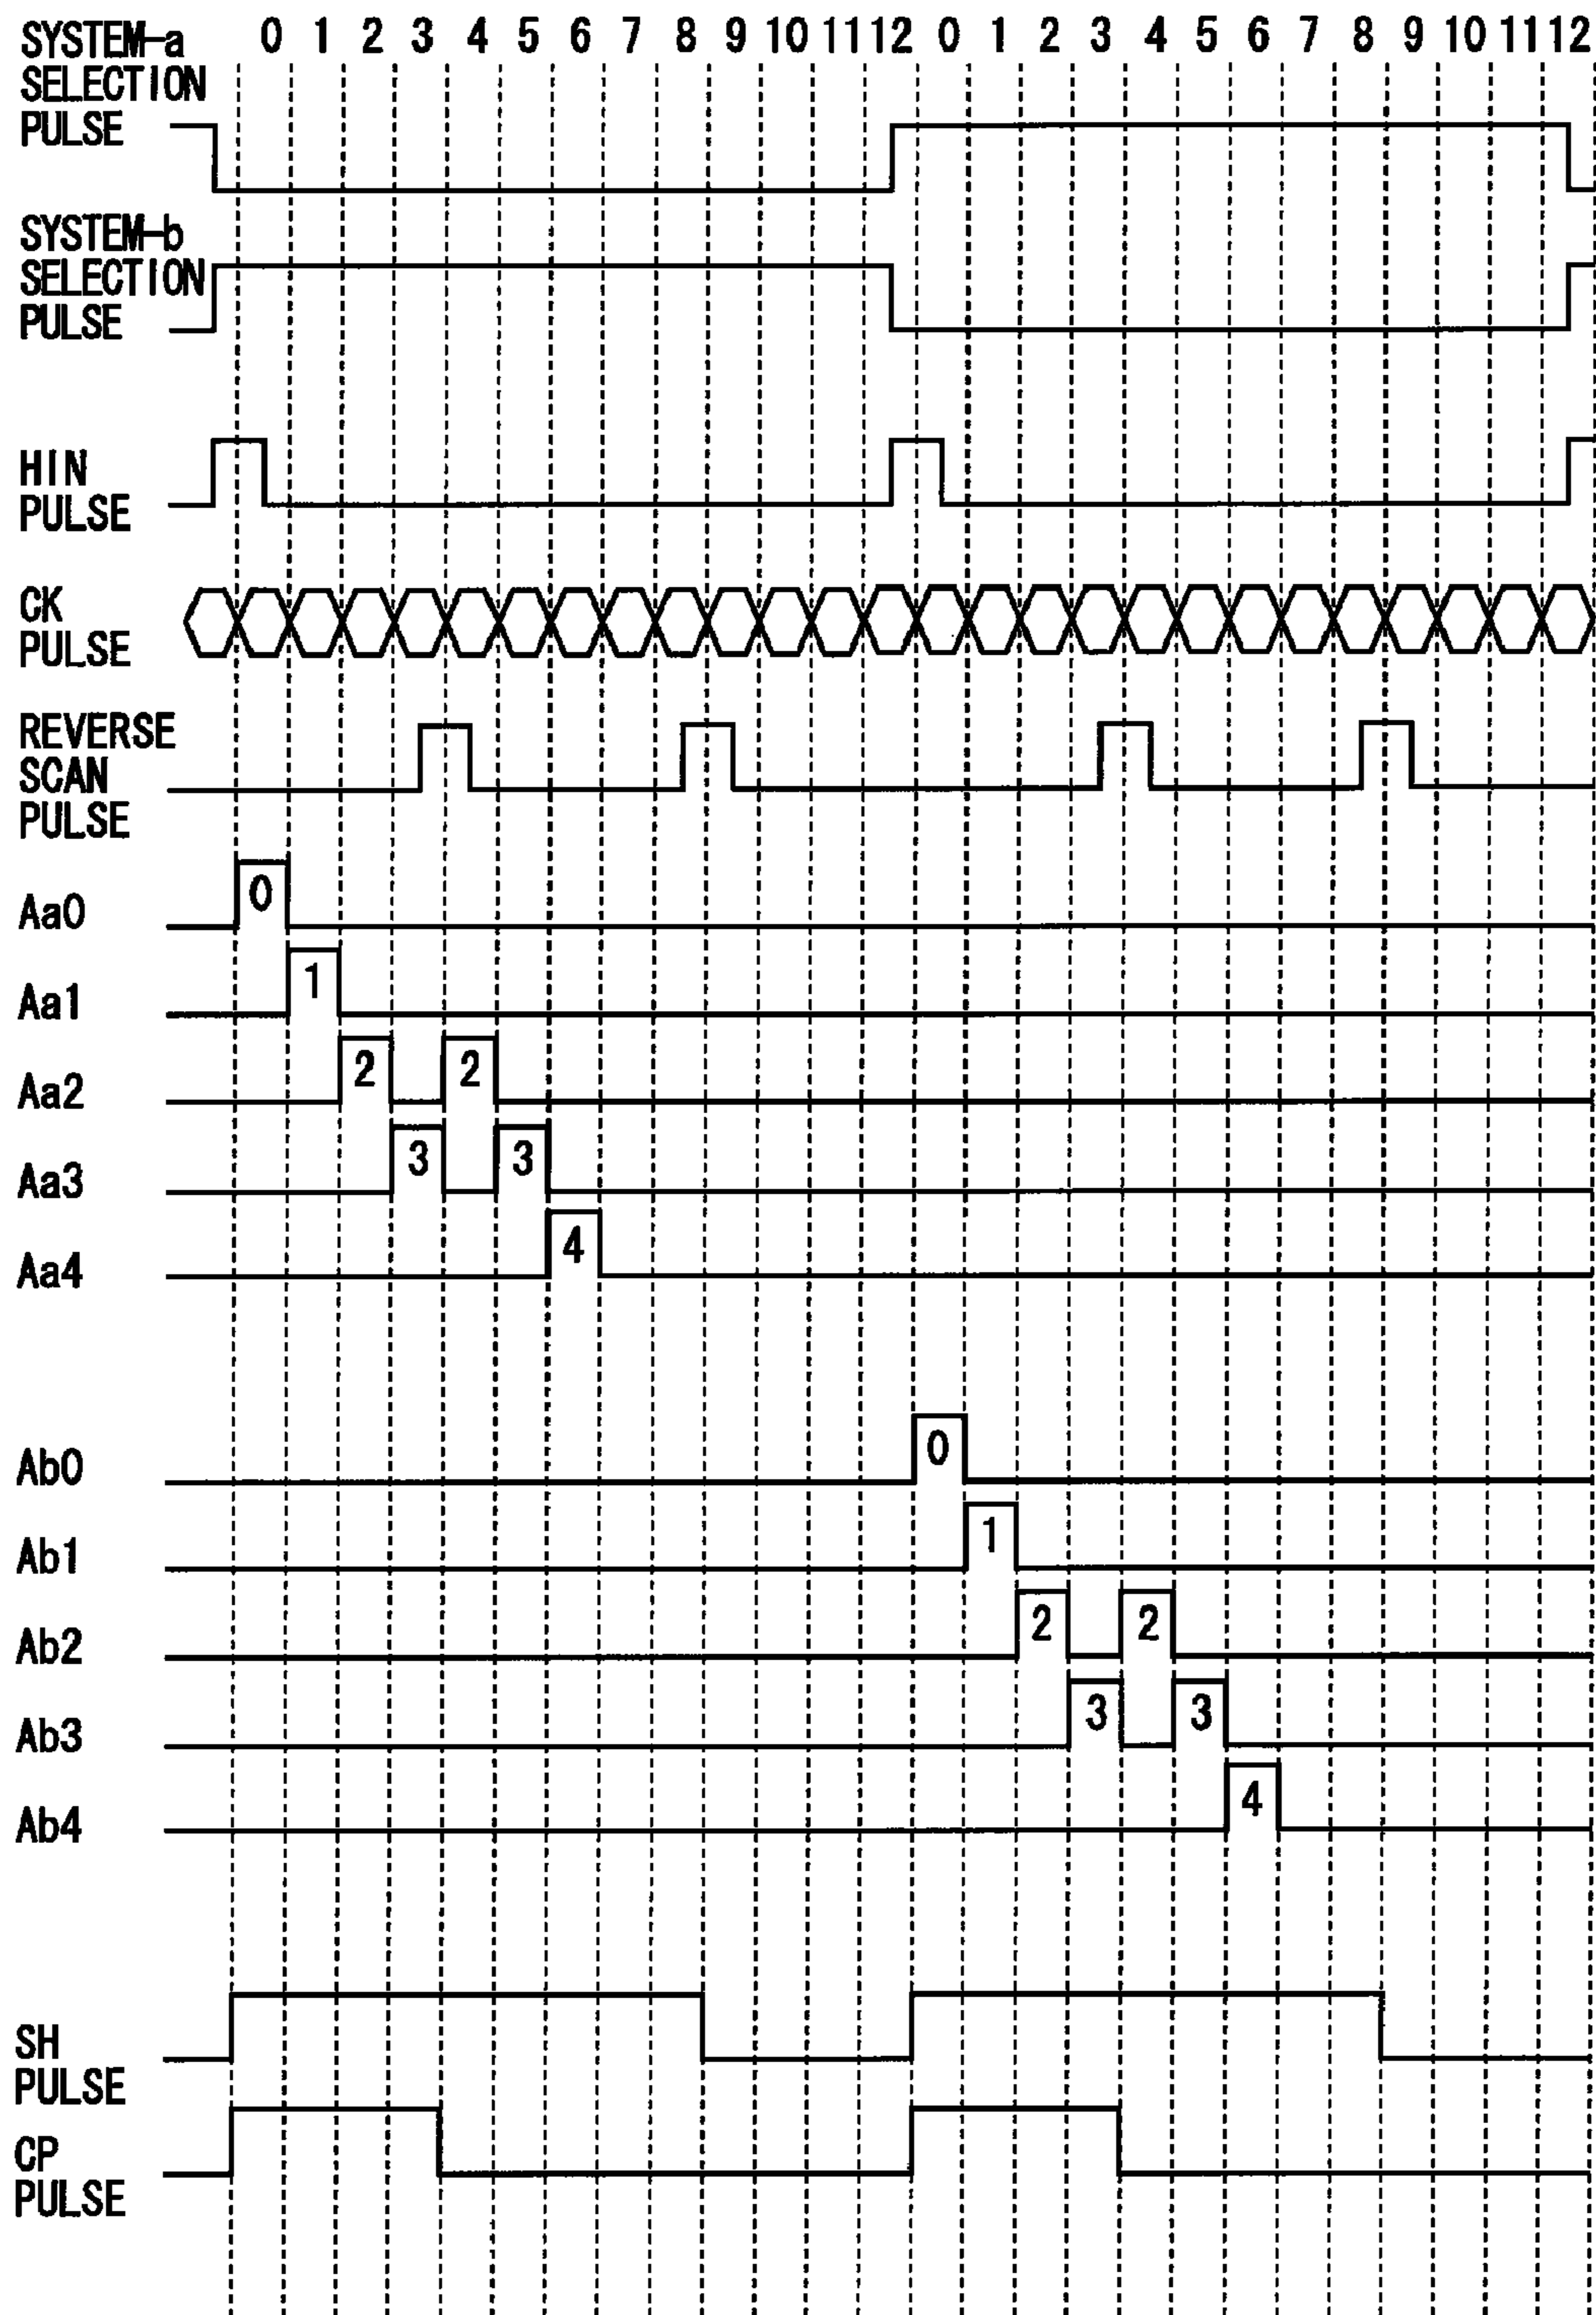 SYSTEM-a 0 1 2 3 4 5 6 7 8 9 10 11 12 0 1 2 3 4 5 6 7 8 9 10 11 12
SELECTION
PULSE
SYSTEM-b
SELECTION
PULSE
HIN
PULSE
CK
PULSE
REVERSE
SCAN
PULSE
Aa0 0
Aa1 1
Aa2 2 2
Aa3 3 3
Aa4 4
Ab0 0
Ab1 1
Ab2 2 2
Ab3 3 3
Ab4 4
SH
PULSE
CP
PULSE